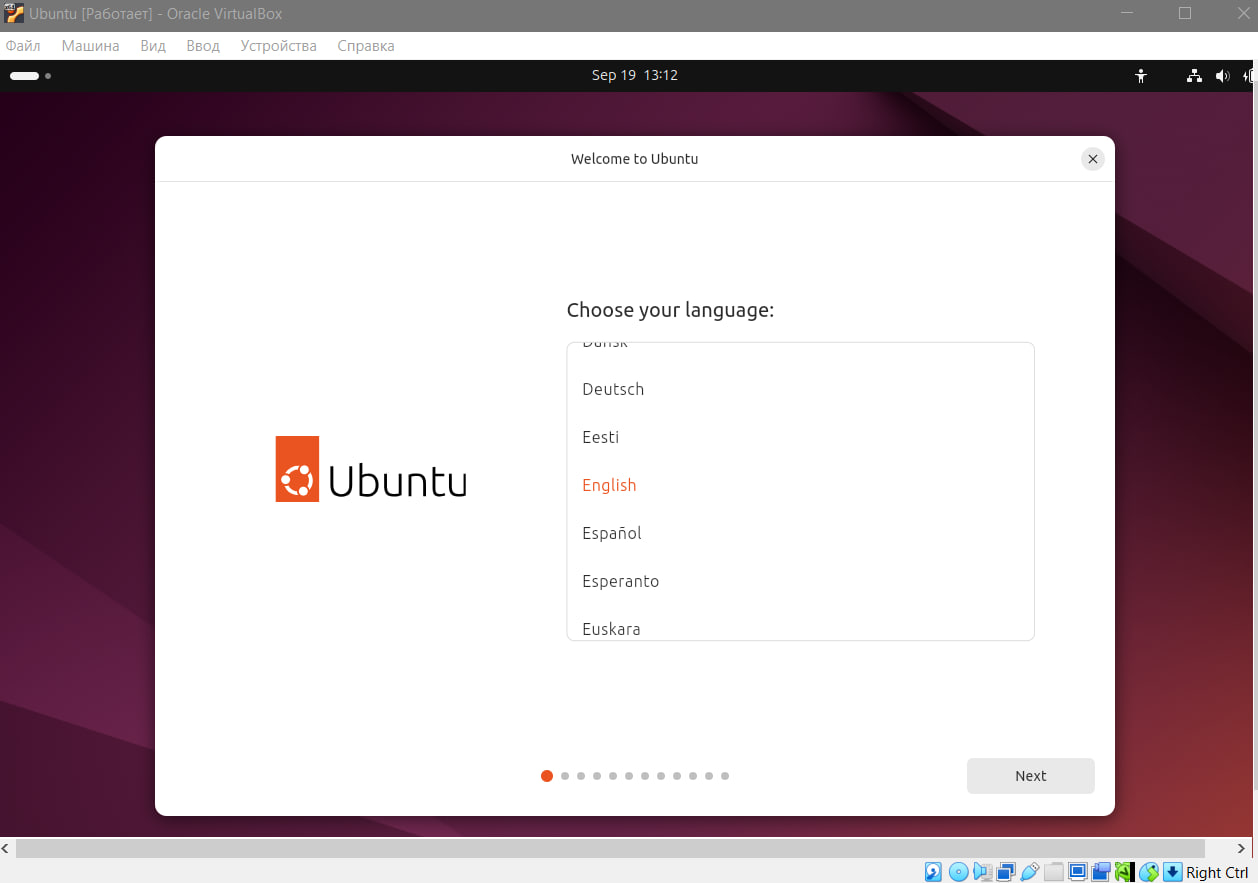 Ubuntu [Работает] - Oracle VirtualBox
Файл Машина Вид Ввод Устройства Справка
Sep 19 13:12
Welcome to Ubuntu
Choose your language:
Dansk
Deutsch
Eesti
English
Ubuntu
Español
Esperanto
Euskara
Next
Right Ctrl